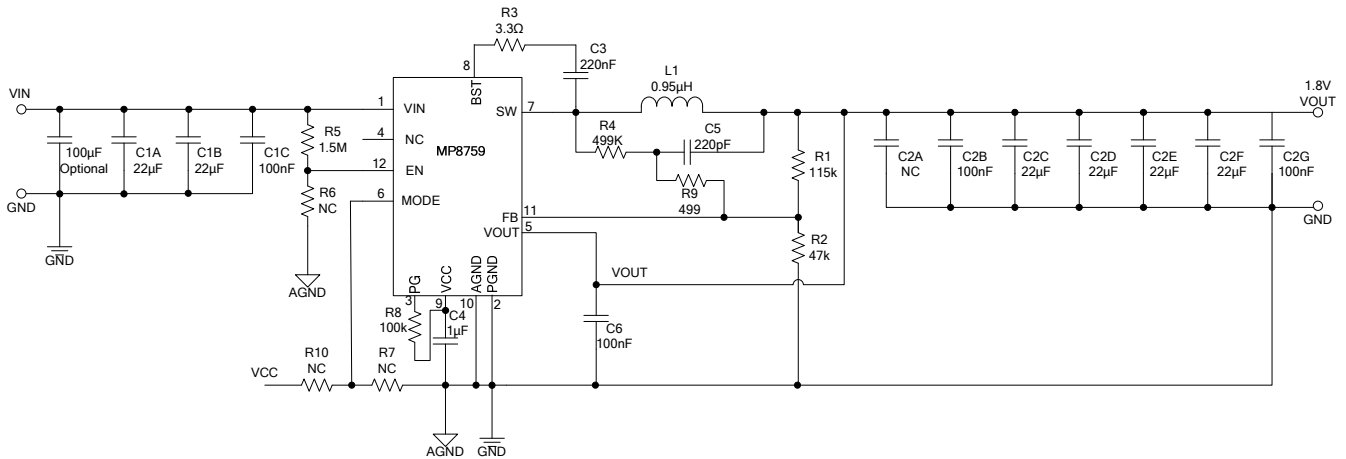 R3
3.3Ω
C3
220nF
8
BST
L1
0.95µH
VIN
1
VIN
SW
7
1.8V
VOUT
100µF
Optional
C1A
22µF
C1B
22µF
C1C
100nF
R5
1.5M
4
NC
MP8759
R4
499K
C5
220pF
R1
115k
C2A
NC
C2B
100nF
C2C
22µF
C2D
22µF
C2E
22µF
C2F
22µF
C2G
100nF
12
EN
R9
499
GND
R6
NC
6
MODE
FB
11
GND
VOUT
5
R2
47k
GND
AGND
PG
VCC
AGND
PGND
3
9
10
2
VOUT
R8
100k
C4
1µF
C6
100nF
VCC
R10
NC
R7
NC
AGND
GND